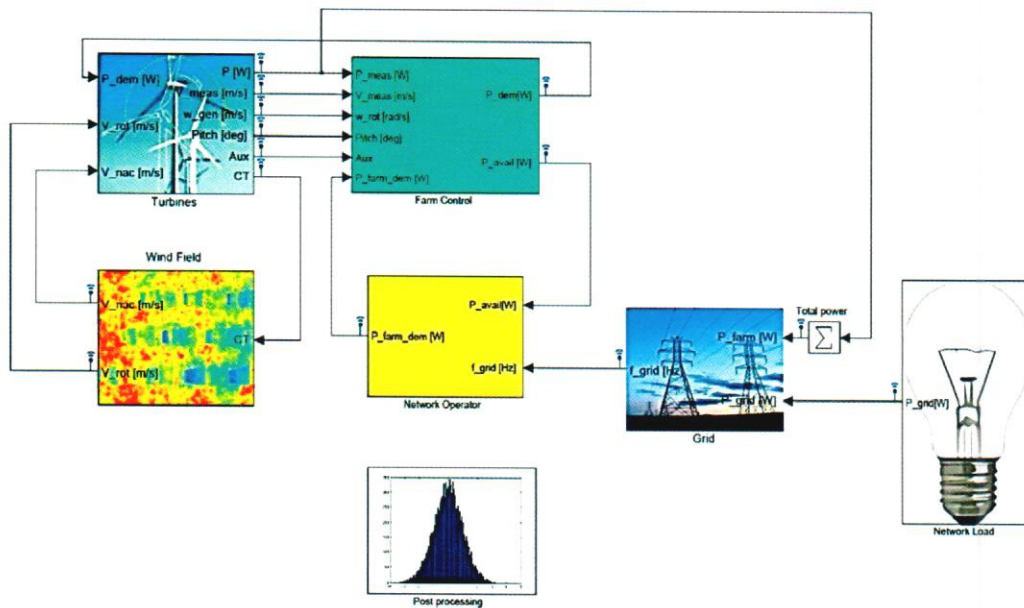 P_dem [W]
P [W]
V_meas [m/s]
V_rot [m/s]
w_gen [m/s]
Pitch [deg]
V_nac [m/s]
Aux
CT
Turbines
P_meas [W]
V_meas [m/s]
w_rot [rad/s]
Pitch [deg]
Aux
P_farm_dem [W]
P_dem[W]
P_avail [W]
Farm Control
Wind Field
V_nac [m/s]
CT
V_rot [m/s]
P_avail[W]
P_farm_dem [W]
f_grid [Hz]
Network Operator
Total power
Σ
P_farm [W]
f_grid [Hz]
P_grid [W]
Grid
P_grid[W]
Network Load
Post processing